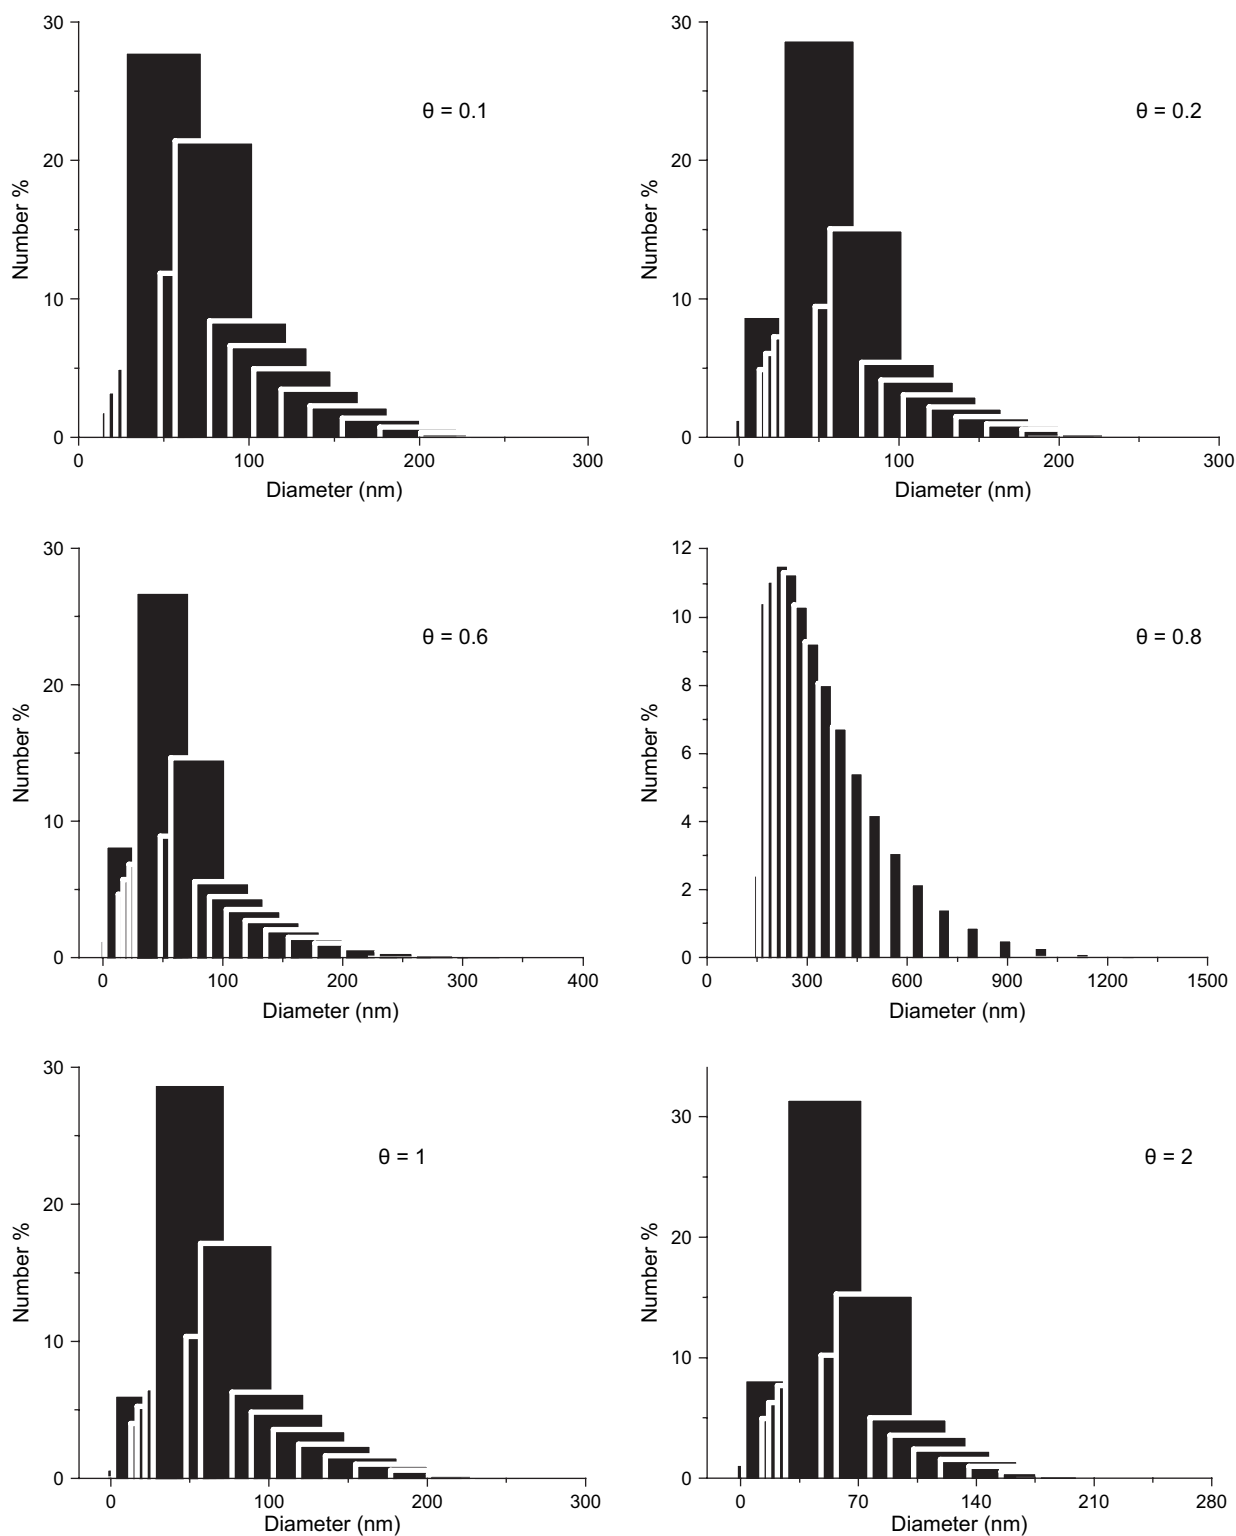 30
20
10
0
Number %
θ = 0.1
0 100 200 300
Diameter (nm)
30
20
10
0
Number %
θ = 0.2
0 100 200 300
Diameter (nm)
30
20
10
0
Number %
θ = 0.6
0 100 200 300 400
Diameter (nm)
12
10
8
6
4
2
0
Number %
θ = 0.8
0 300 600 900 1200 1500
Diameter (nm)
30
20
10
0
Number %
θ = 1
0 100 200 300
Diameter (nm)
30
20
10
0
Number %
θ = 2
0 70 140 210 280
Diameter (nm)